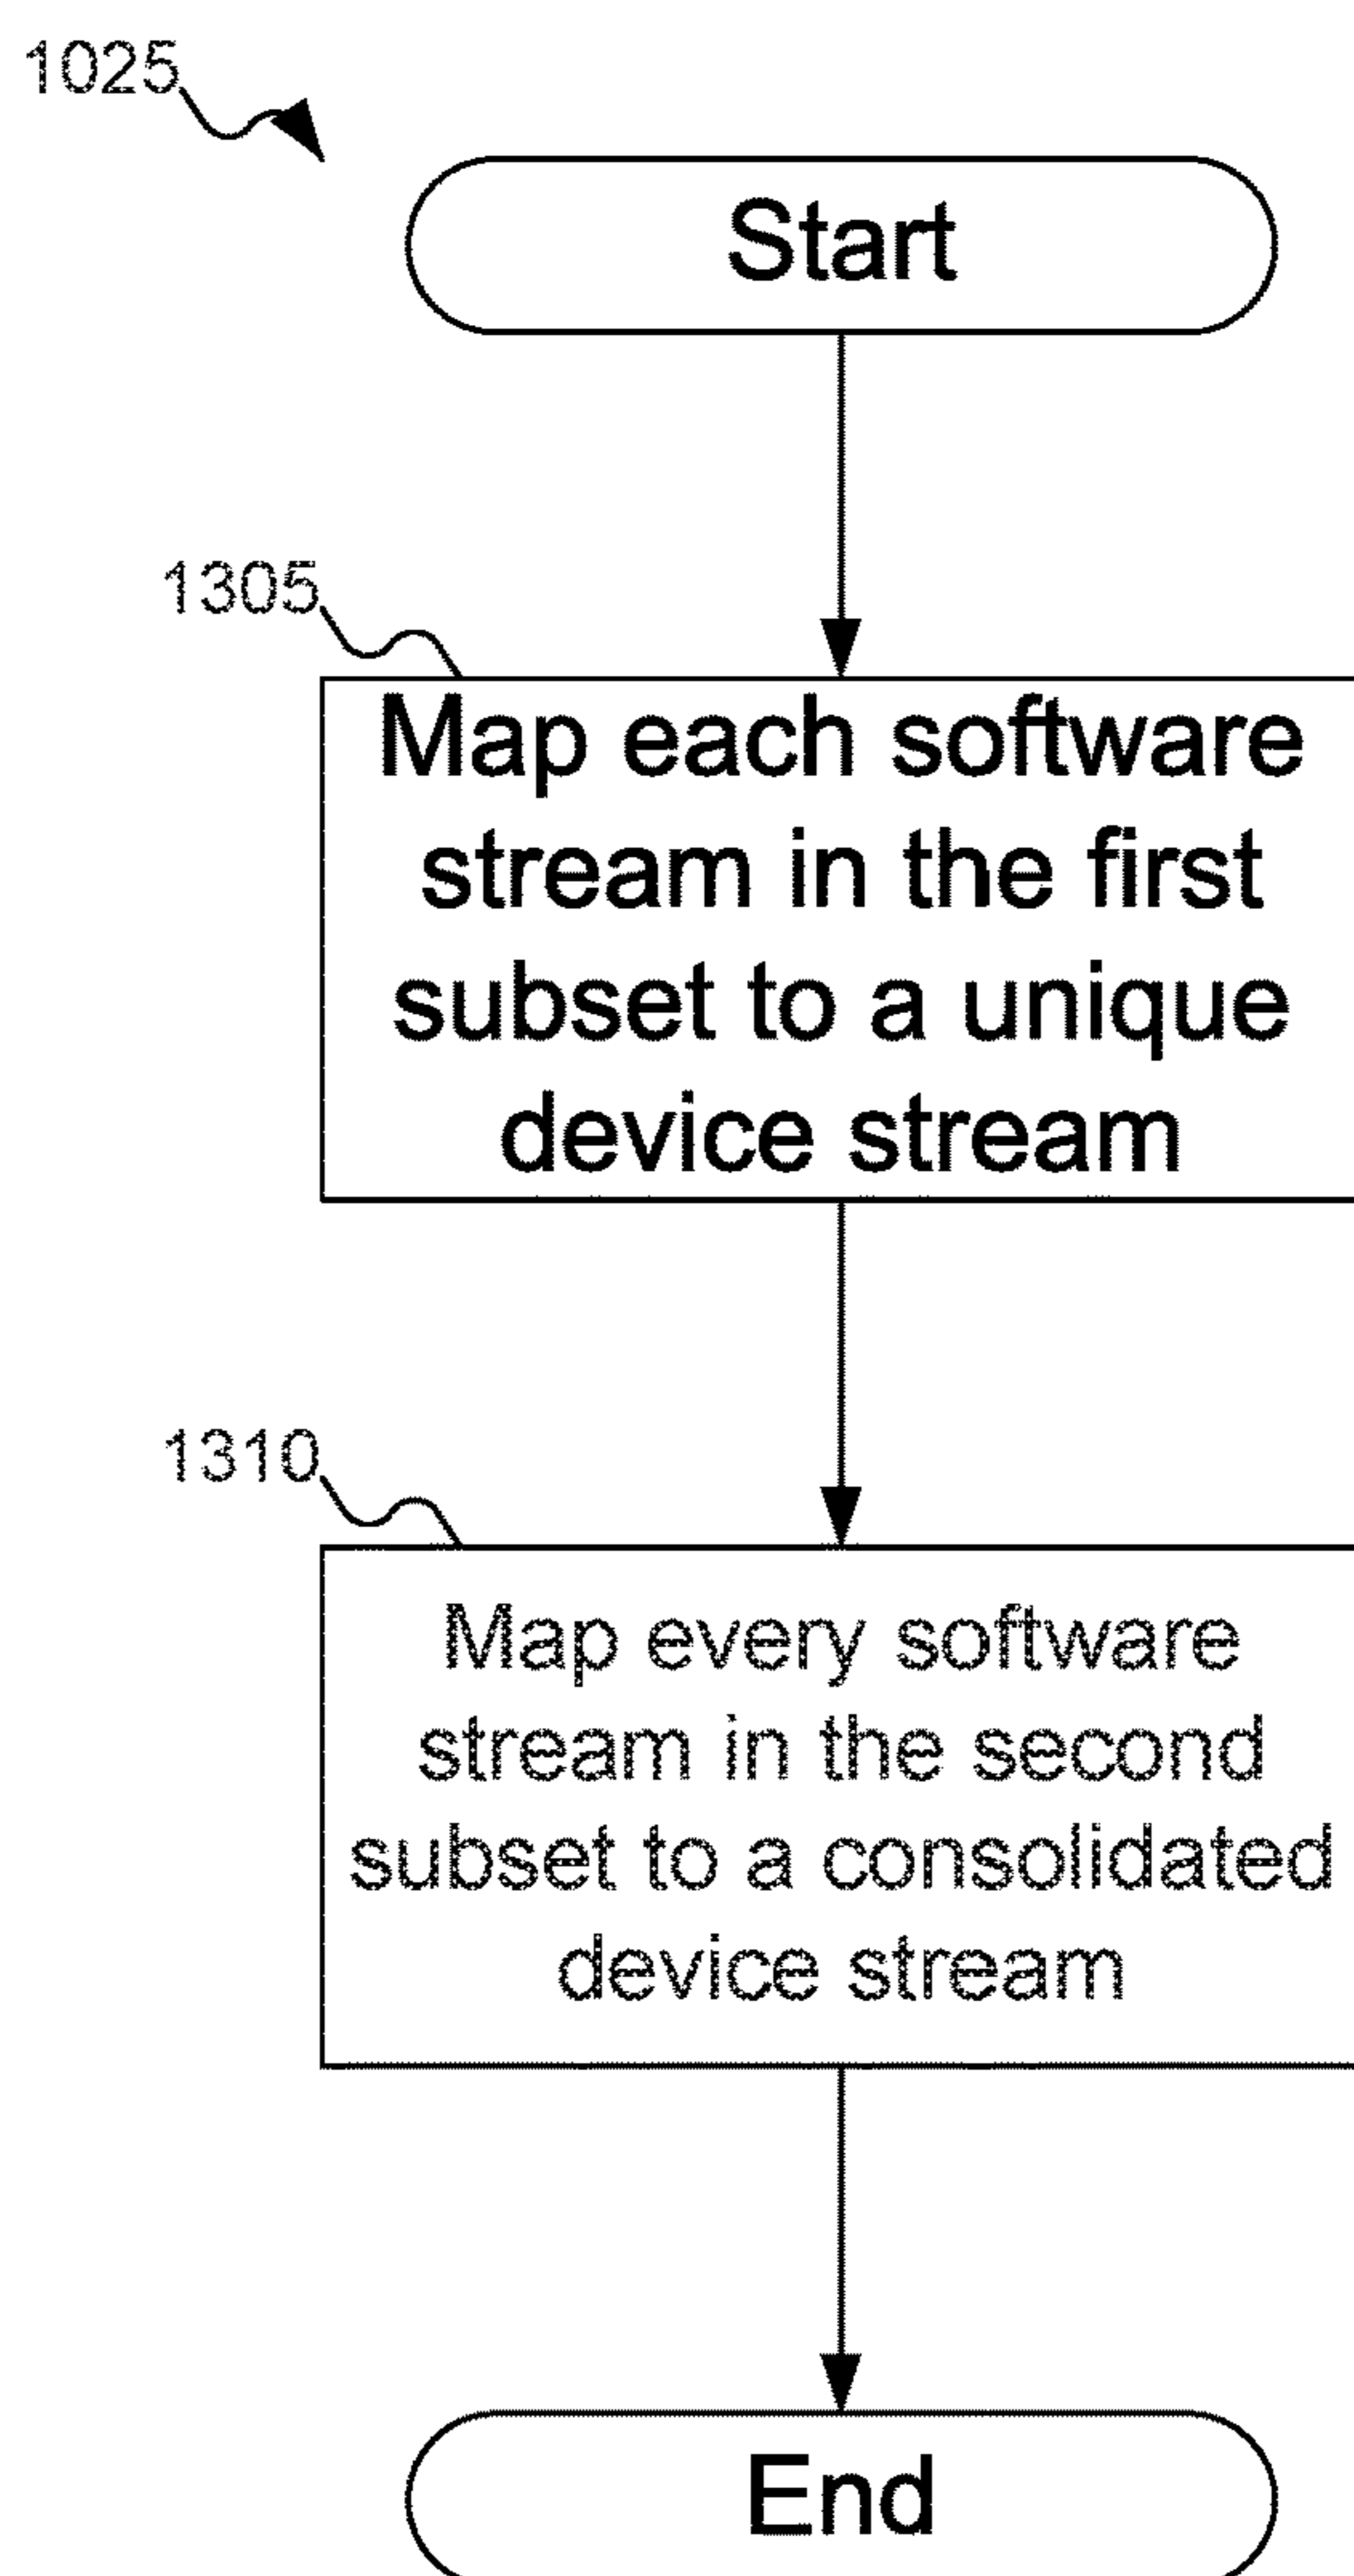 1025
Start
1305
Map each software
stream in the first
subset to a unique
device stream
1310
Map every software
stream in the second
subset to a consolidated
device stream
End